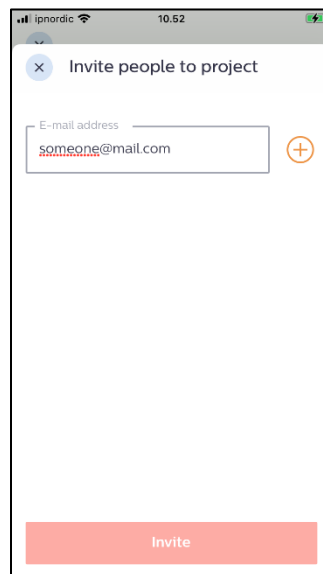 ipnordic 10.52
Invite people to project
E-mail address
someone@mail.com
Invite